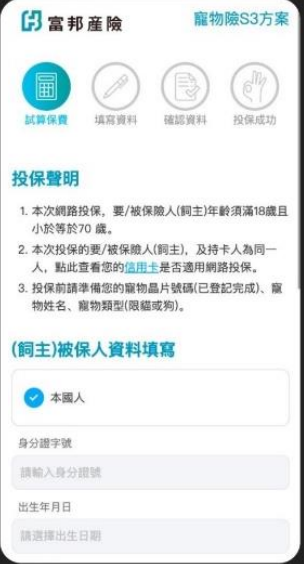 富邦產險
寵物險S3方案
試算保費
填寫資料
確認資料
投保成功
投保聲明
1. 本次網路投保，要/被保險人(飼主)年齡須滿18歲且
小於等於70 歲。
2. 本次投保的要/被保險人(飼主)，及持卡人為同一
人，點此查看您的信用卡是否適用網路投保。
3. 投保前請準備您的寵物晶片號碼(已登記完成)、寵
物姓名、寵物類型(限貓或狗)。
(飼主)被保人資料填寫
本國人
身分證字號
請輸入身分證號
出生年月日
請選擇出生日期